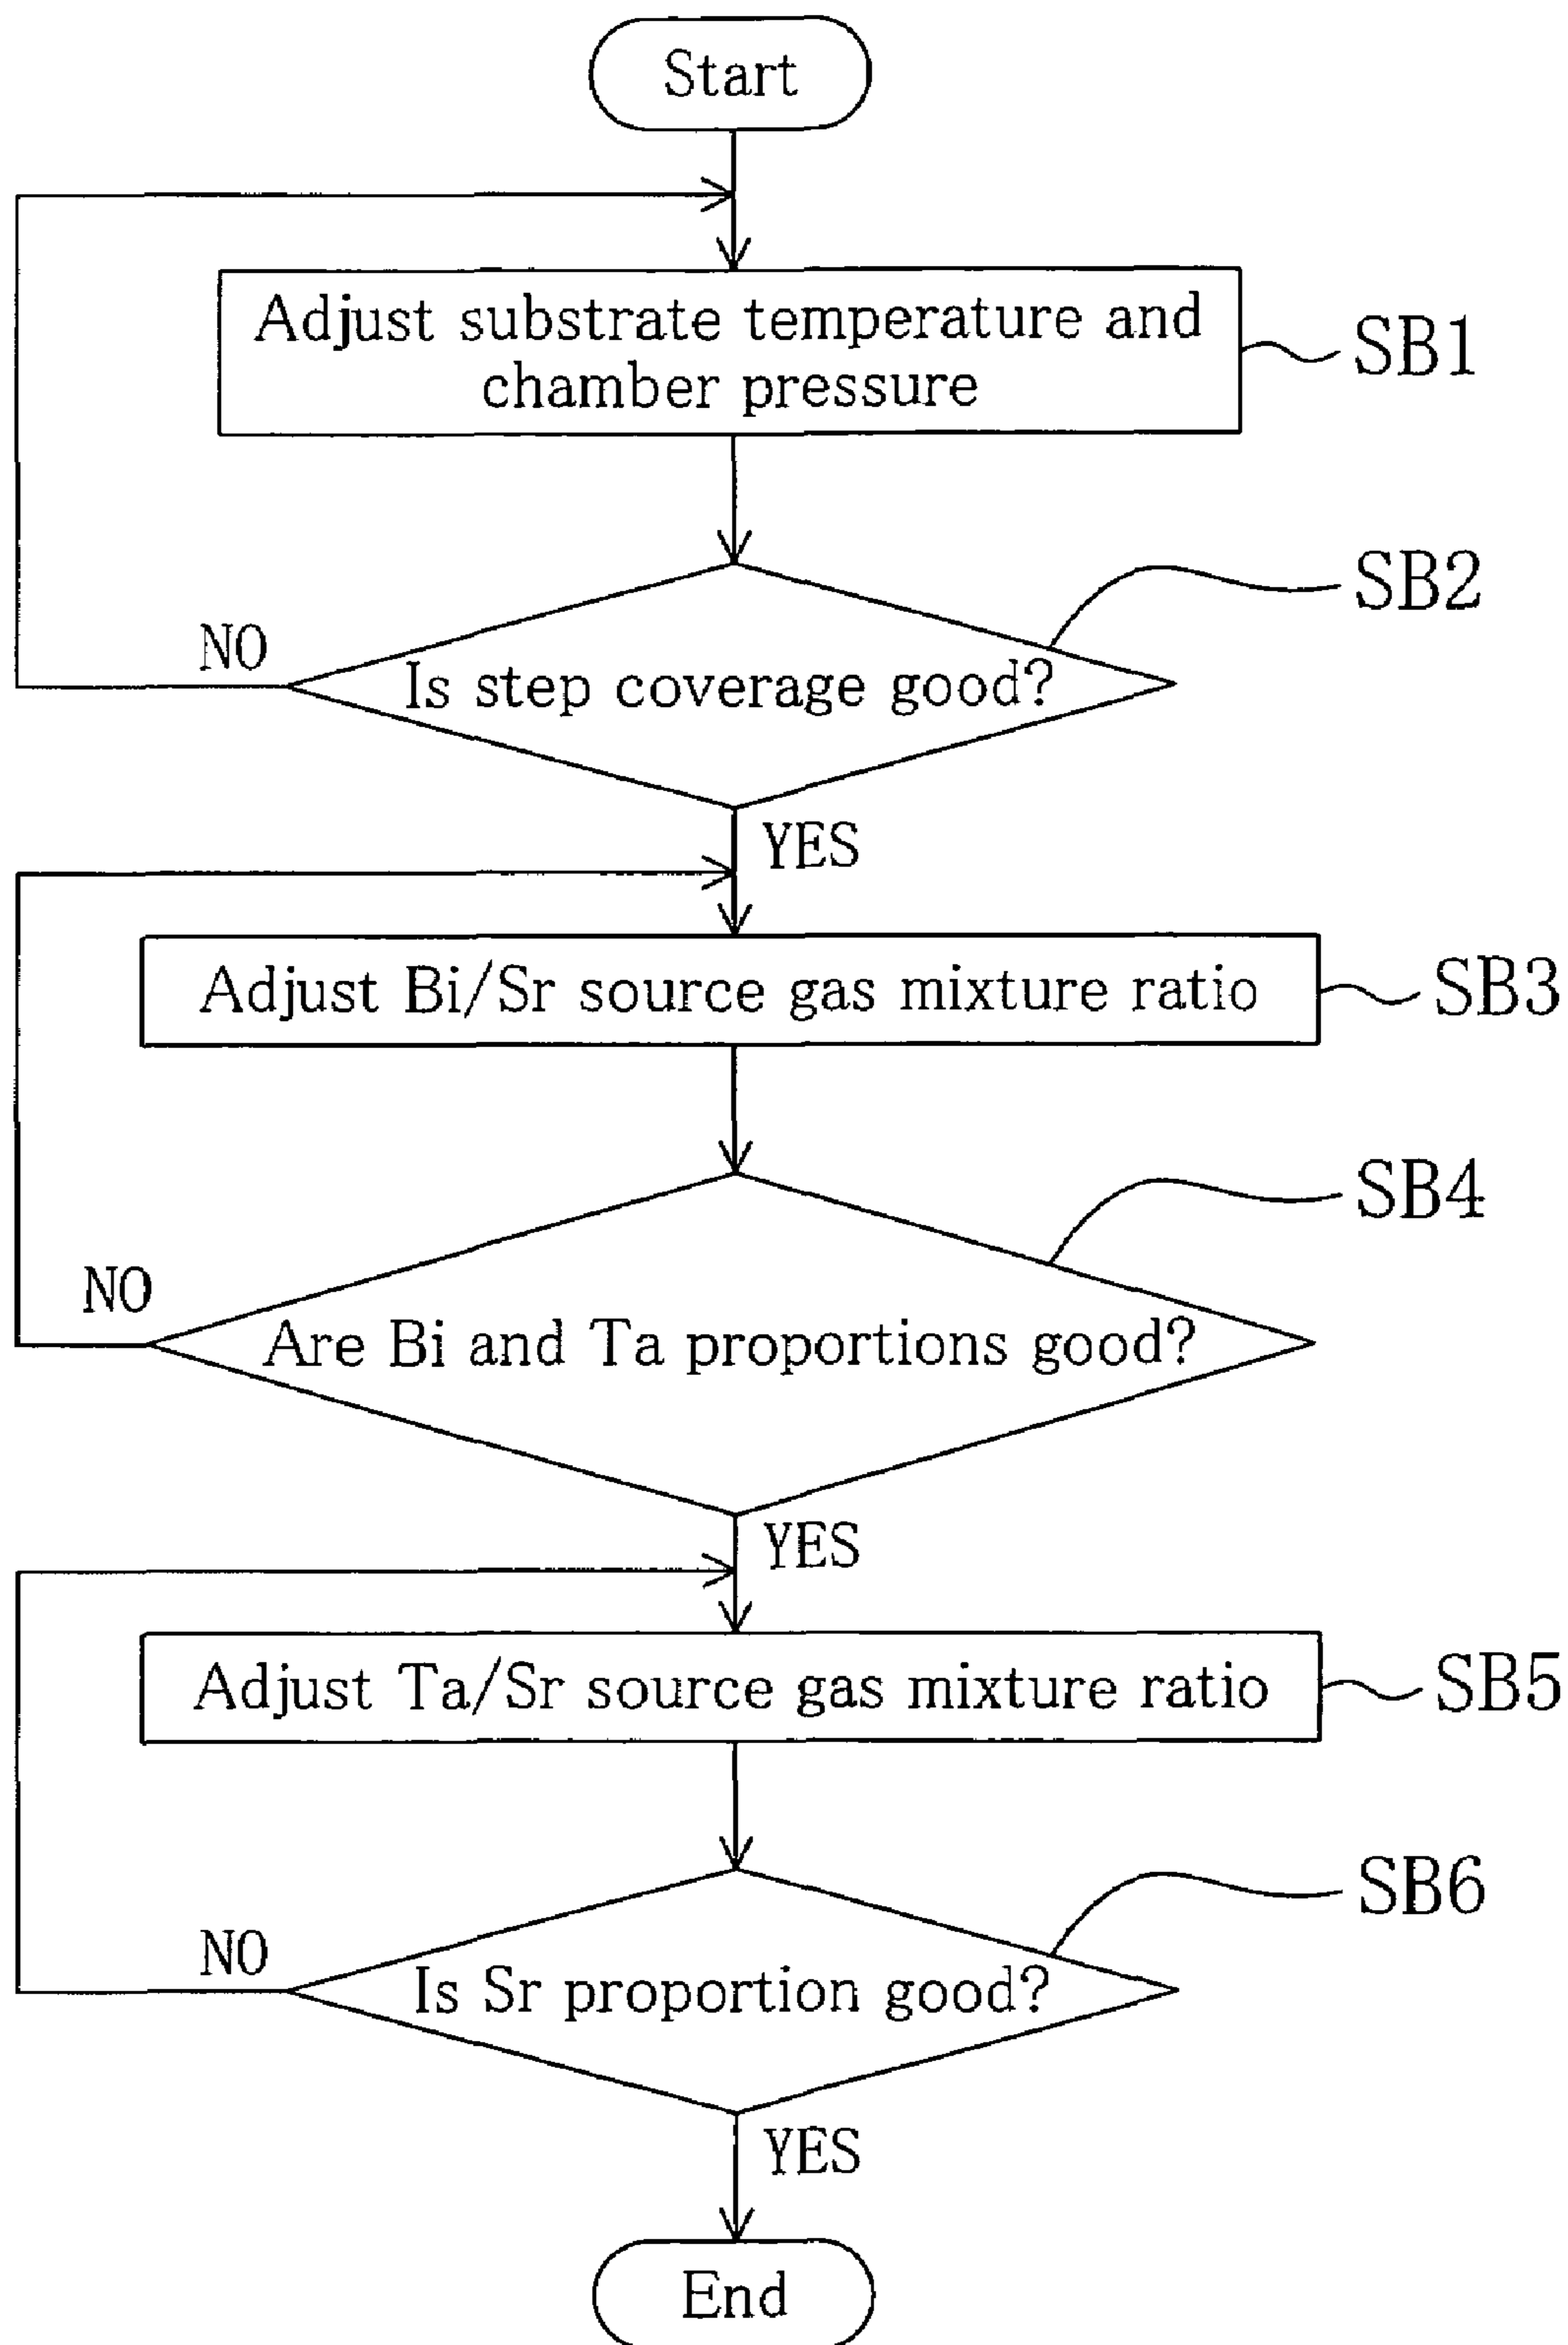 Start
Adjust substrate temperature and
chamber pressure
SB1
SB2
NO
Is step coverage good?
YES
Adjust Bi/Sr source gas mixture ratio
SB3
SB4
NO
Are Bi and Ta proportions good?
YES
Adjust Ta/Sr source gas mixture ratio
SB5
SB6
NO
Is Sr proportion good?
YES
End